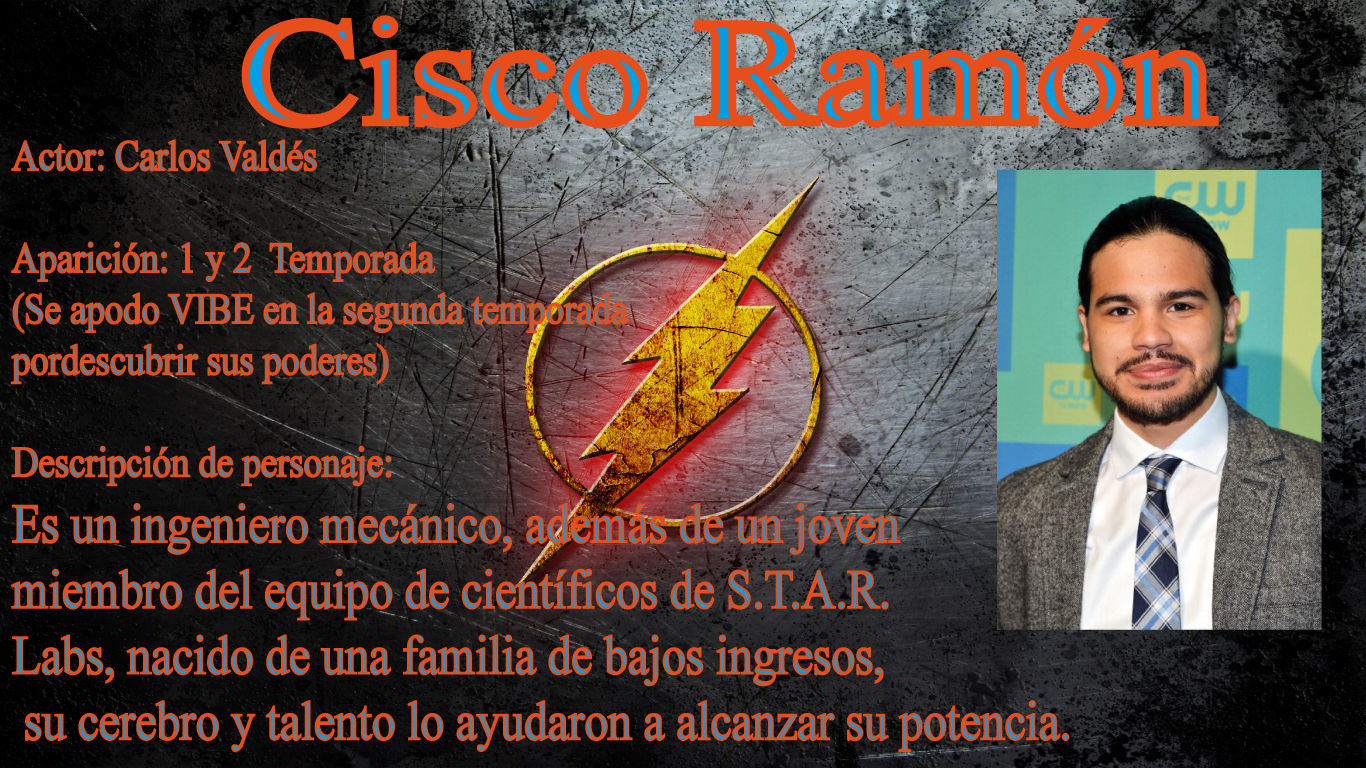 Cisco Ramón
Actor: Carlos Valdés
Aparición: 1 y 2 Temporada
(Se apodo VIBE en la segunda temporada
pordescubrir sus poderes)
Descripción de personaje:
Es un ingeniero mecánico, además de un joven
miembro del equipo de científicos de S.T.A.R.
Labs, nacido de una familia de bajos ingresos,
su cerebro y talento lo ayudaron a alcanzar su potencia.
CW
CW